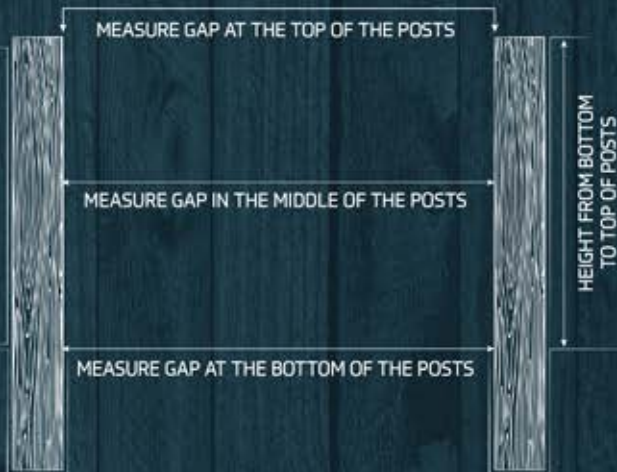 MEASURE GAP AT THE TOP OF THE POSTS
MEASURE GAP IN THE MIDDLE OF THE POSTS
MEASURE GAP AT THE BOTTOM OF THE POSTS
HEIGHT FROM BOTTOM
TO TOP OF POSTS